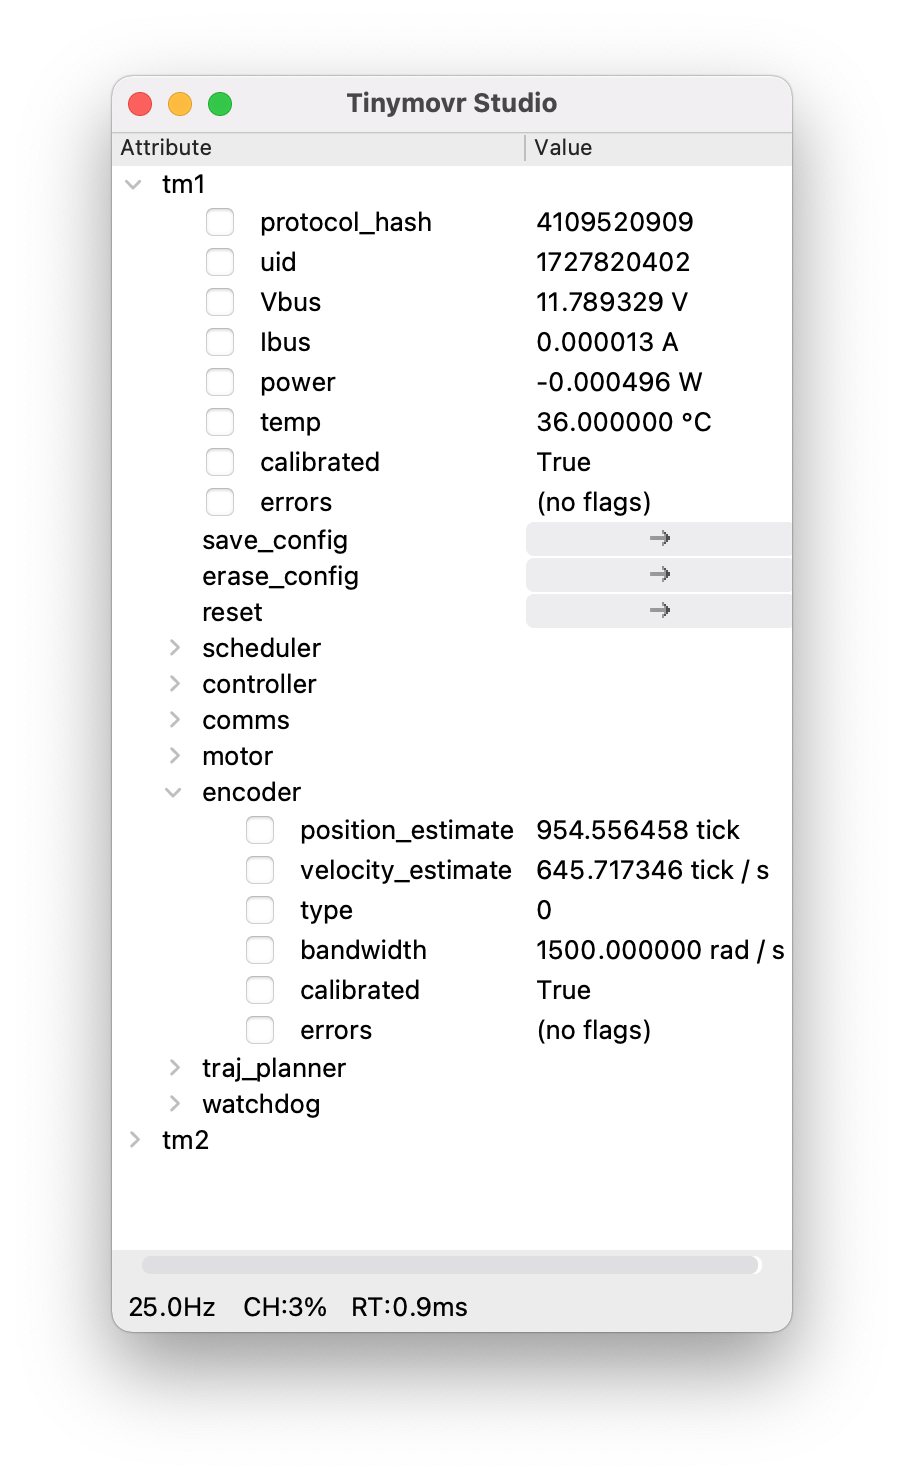 Tinymovr Studio
Attribute Value
tm1
protocol_hash 4109520909
uid 1727820402
Vbus 11.789329 V
Ibus 0.000013 A
power -0.000496 W
temp 36.000000 °C
calibrated True
errors (no flags)
save_config →
erase_config →
reset →
scheduler
controller
comms
motor
encoder
position_estimate 954.556458 tick
velocity_estimate 645.717346 tick / s
type 0
bandwidth 1500.000000 rad / s
calibrated True
errors (no flags)
traj_planner
watchdog
tm2
25.0Hz CH:3% RT:0.9ms